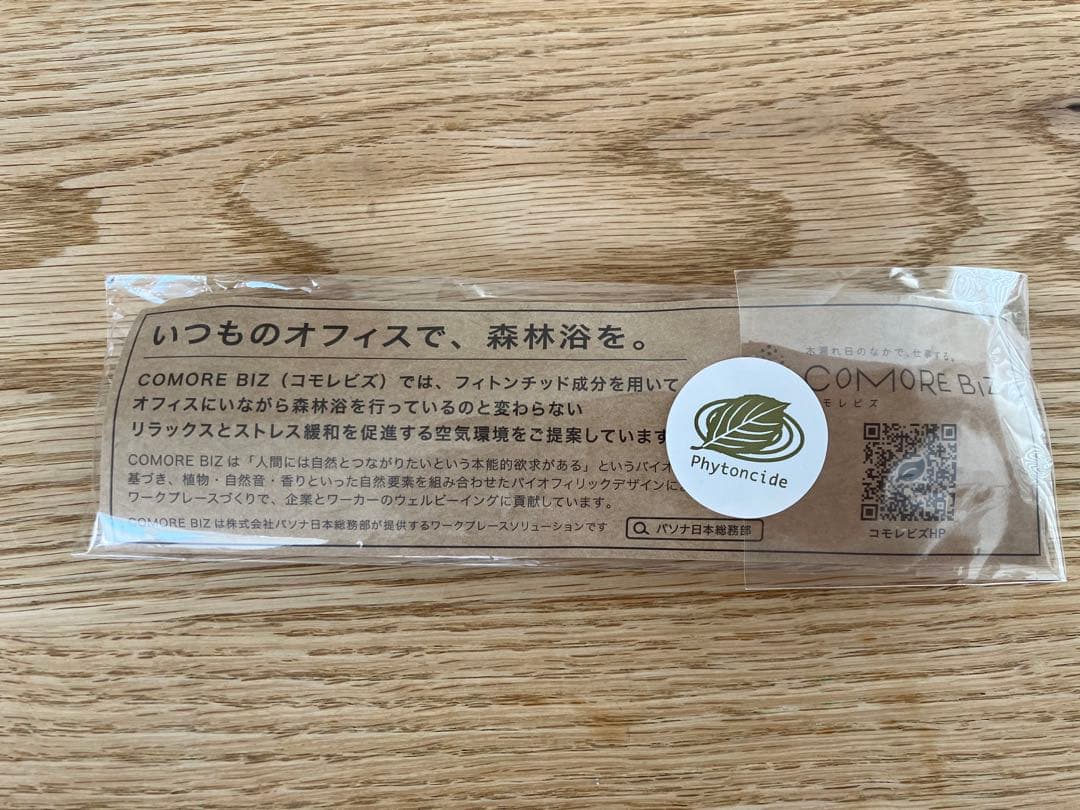 いつものオフィスで、森林浴を。
COMORE BIZ(コモレビズ)では、フィトンチッド成分を用いて
オフィスにいながら森林浴を行っているのと変わらない
リラックスとストレス緩和を促進する空気環境をご提案しています
COMORE BIZ は「人間には自然とつながりたいという本能的欲求がある」というバイオ
基づき、植物・自然音・香りといった自然要素を組み合わせたバイオフィリックデザインに
ワークプレースづくりで、企業とワーカーのウェルビーイングに貢献しています。
COMORE BIZ は株式会社パソナ日本総務部が提供するワークプレースソリューションです
パソナ日本総務部
Phytoncide
木漏れ日のなかで、仕事する。
COMORE BIZ
モレビズ
コモレビズHP